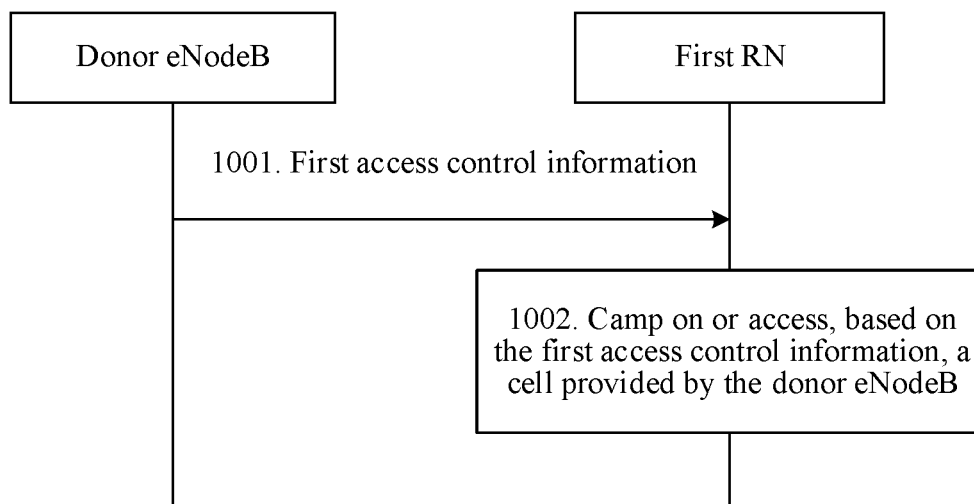 Donor eNodeB
First RN
1001. First access control information
1002. Camp on or access, based on
the first access control information, a
cell provided by the donor eNodeB